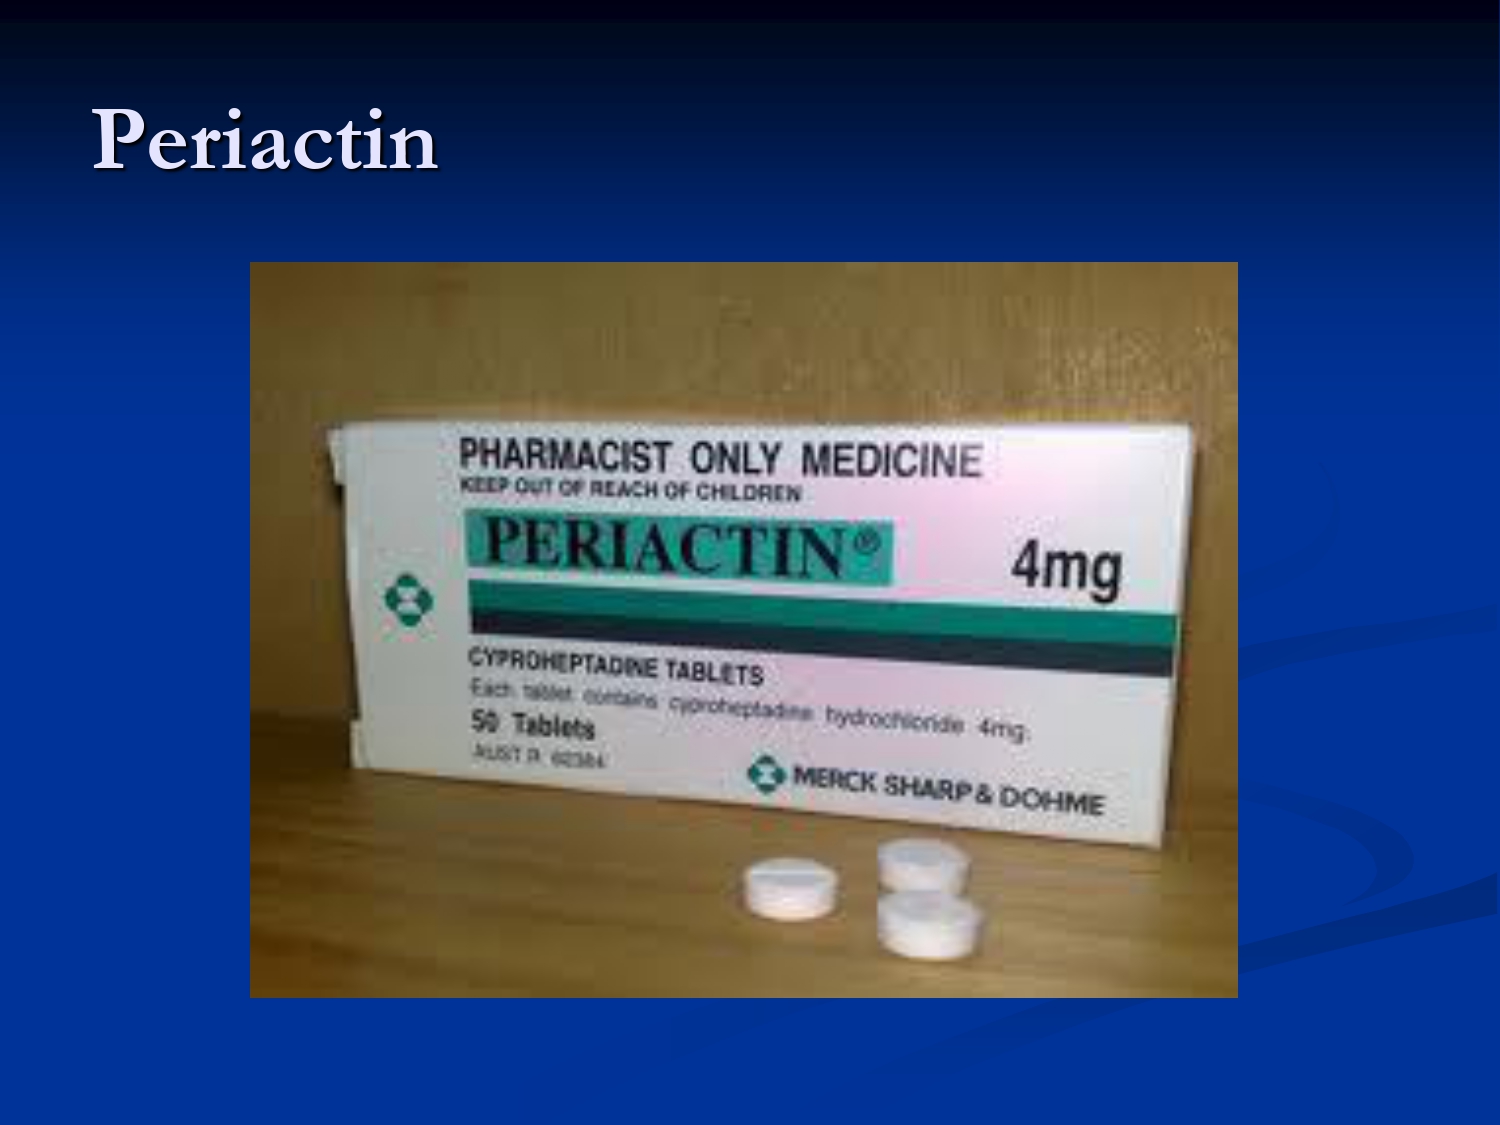 Periactin
PHARMACIST ONLY MEDICINE
KEEP OUT OF REACH OF CHILDREN
PERIACTIN®
4mg
CYPROHEPTADINE TABLETS
Each tablet contains cyproheptadine hydrochloride 4mg.
50 Tablets
AUST R
MERCK SHARP & DOHME